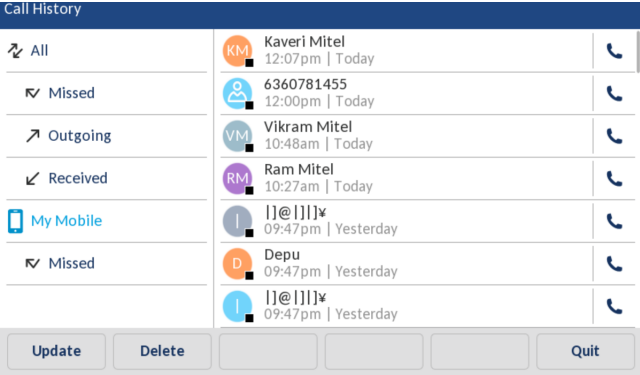 Call History
All
Missed
Outgoing
Received
My Mobile
Missed
KM
Kaveri Mitel
12:07pm | Today
6360781455
12:00pm | Today
VM
Vikram Mitel
10:48am | Today
RM
Ram Mitel
10:27am | Today
|
|]@|]|]¥
09:47pm | Yesterday
D
Depu
09:47pm | Yesterday
|
|]@|]|]¥
09:47pm | Yesterday
Update
Delete
Quit